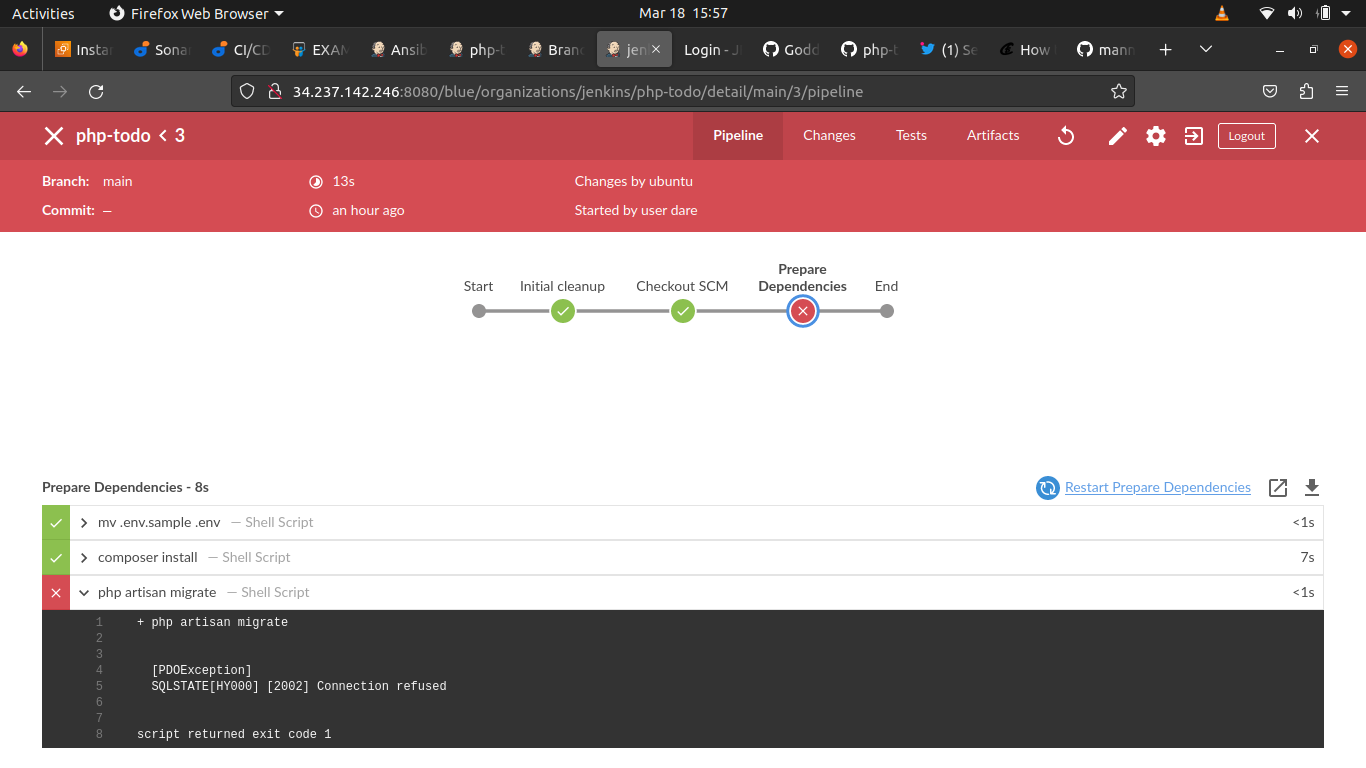 Activities Firefox Web Browser Mar 18 15:57
Instar Sonar CI/CD EXAM Ansib php-t Bran jen Login - J Godd php-t (1) Se How mann
34.237.142.246:8080/blue/organizations/jenkins/php-todo/detail/main/3/pipeline
php-todo < 3 Pipeline Changes Tests Artifacts Logout
Branch: main 13s Changes by ubuntu
Commit: — an hour ago Started by user dare
Start Initial cleanup Checkout SCM Prepare Dependencies End
Prepare Dependencies - 8s Restart Prepare Dependencies
mv .env.sample .env — Shell Script <1s
composer install — Shell Script 7s
php artisan migrate — Shell Script <1s
1 + php artisan migrate
2
3
4 [PDOException]
5 SQLSTATE[HY000] [2002] Connection refused
6
7
8 script returned exit code 1